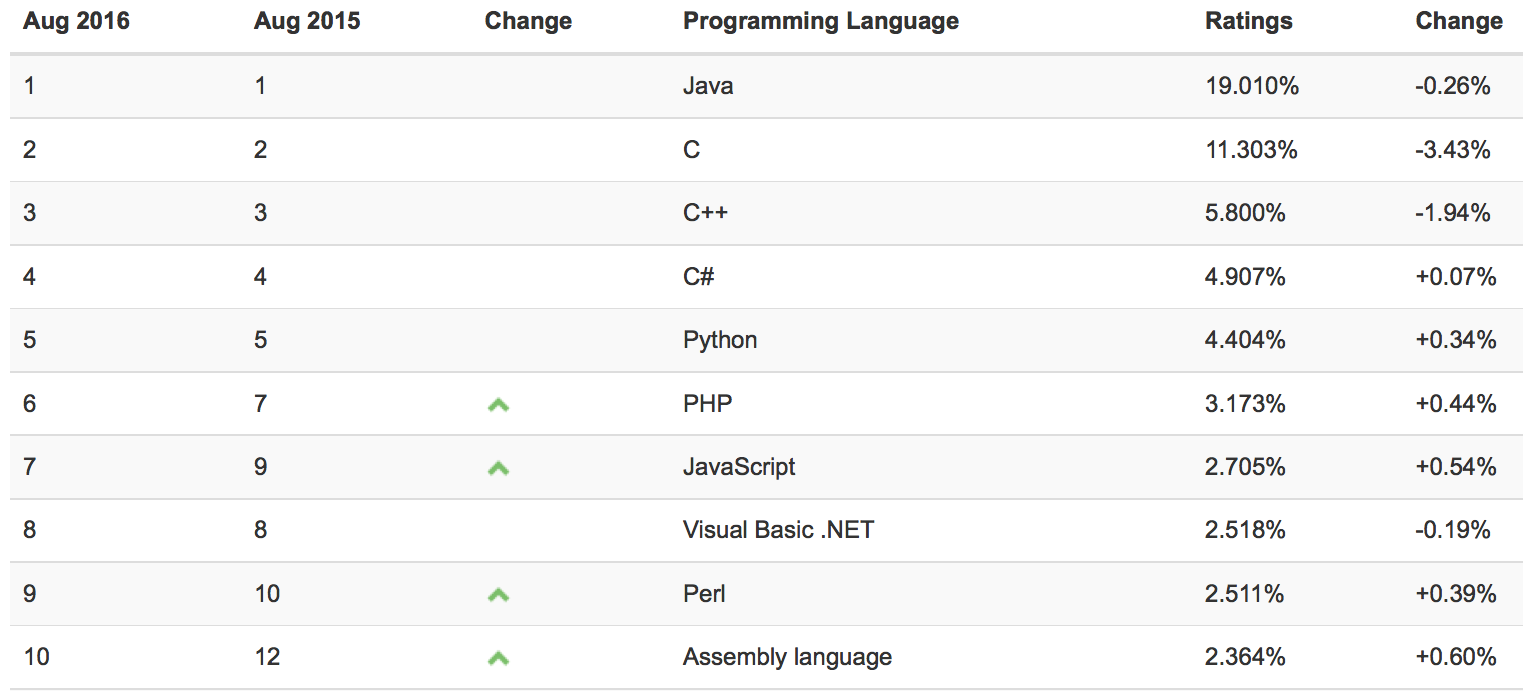 Aug 2016 Aug 2015 Change Programming Language Ratings Change
1 1 Java 19.010% -0.26%
2 2 C 11.303% -3.43%
3 3 C++ 5.800% -1.94%
4 4 C# 4.907% +0.07%
5 5 Python 4.404% +0.34%
6 7 PHP 3.173% +0.44%
7 9 JavaScript 2.705% +0.54%
8 8 Visual Basic .NET 2.518% -0.19%
9 10 Perl 2.511% +0.39%
10 12 Assembly language 2.364% +0.60%